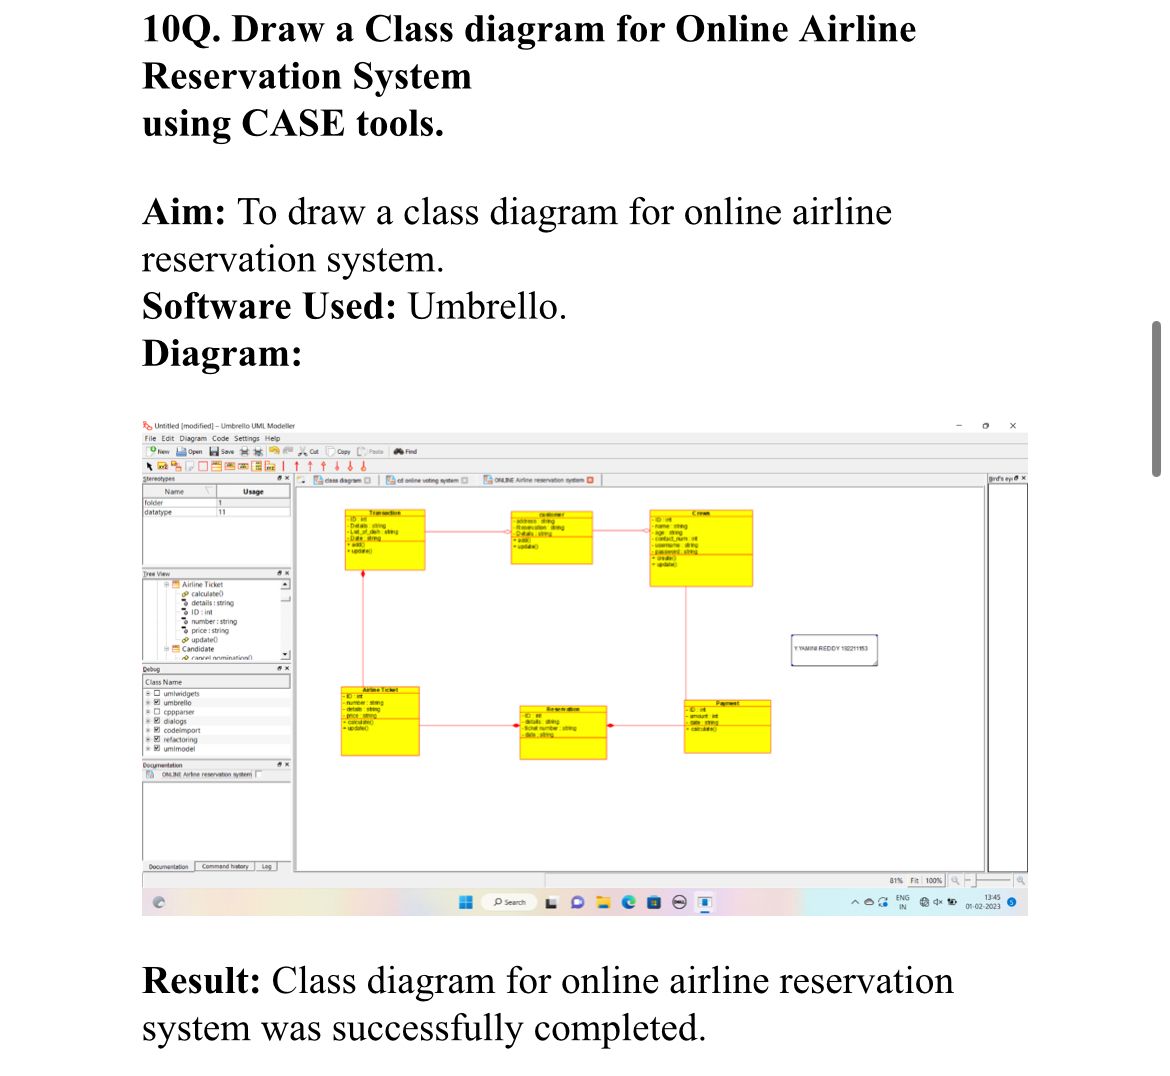 10Q. Draw a Class diagram for Online Airline
Reservation System
using CASE tools.
Aim: To draw a class diagram for online airline
reservation system.
Software Used: Umbrello.
Diagram:
Untitled [modified] – Umbrello UML Modeller
File Edit Diagram Code Settings Help
New Open Save Cut Copy Paste Find
Stereotypes
class diagram
cd online voting system
ONLINE Airline reservation system
Bird's eye
Name Usage
folder 1
datatype 11
Tree View
Airline Ticket
calculate()
details : string
ID : int
number : string
price : string
update()
Candidate
cancel nomination()
Debug
Class Name
umlwidgets
umbrello
cppparser
dialogs
codeimport
refactoring
umlmodel
Documentation
ONLINE Airline reservation system
Documentation Command history Log
Transaction
- ID : int
- Details : string
- Date : string
+ add()
+ update()
customer
- address : string
- Reservation : string
- Details : string
+ add()
+ update()
- ID : int
- name : string
- age : string
- contact_num : int
- username : string
- password : string
+ create()
+ update()
Y YAMINI REDDY 192211153
Airline Ticket
- ID : int
- number : string
- details : string
- price : string
+ calculate()
+ update()
Reservation
- ID : int
- details : string
- ticket number : string
- date : string
Payment
- ID : int
- amount : int
- date : string
+ calculate()
81% Fit 100%
Search
DELL
ENG
IN
13:45
01-02-2023
5
Result: Class diagram for online airline reservation
system was successfully completed.